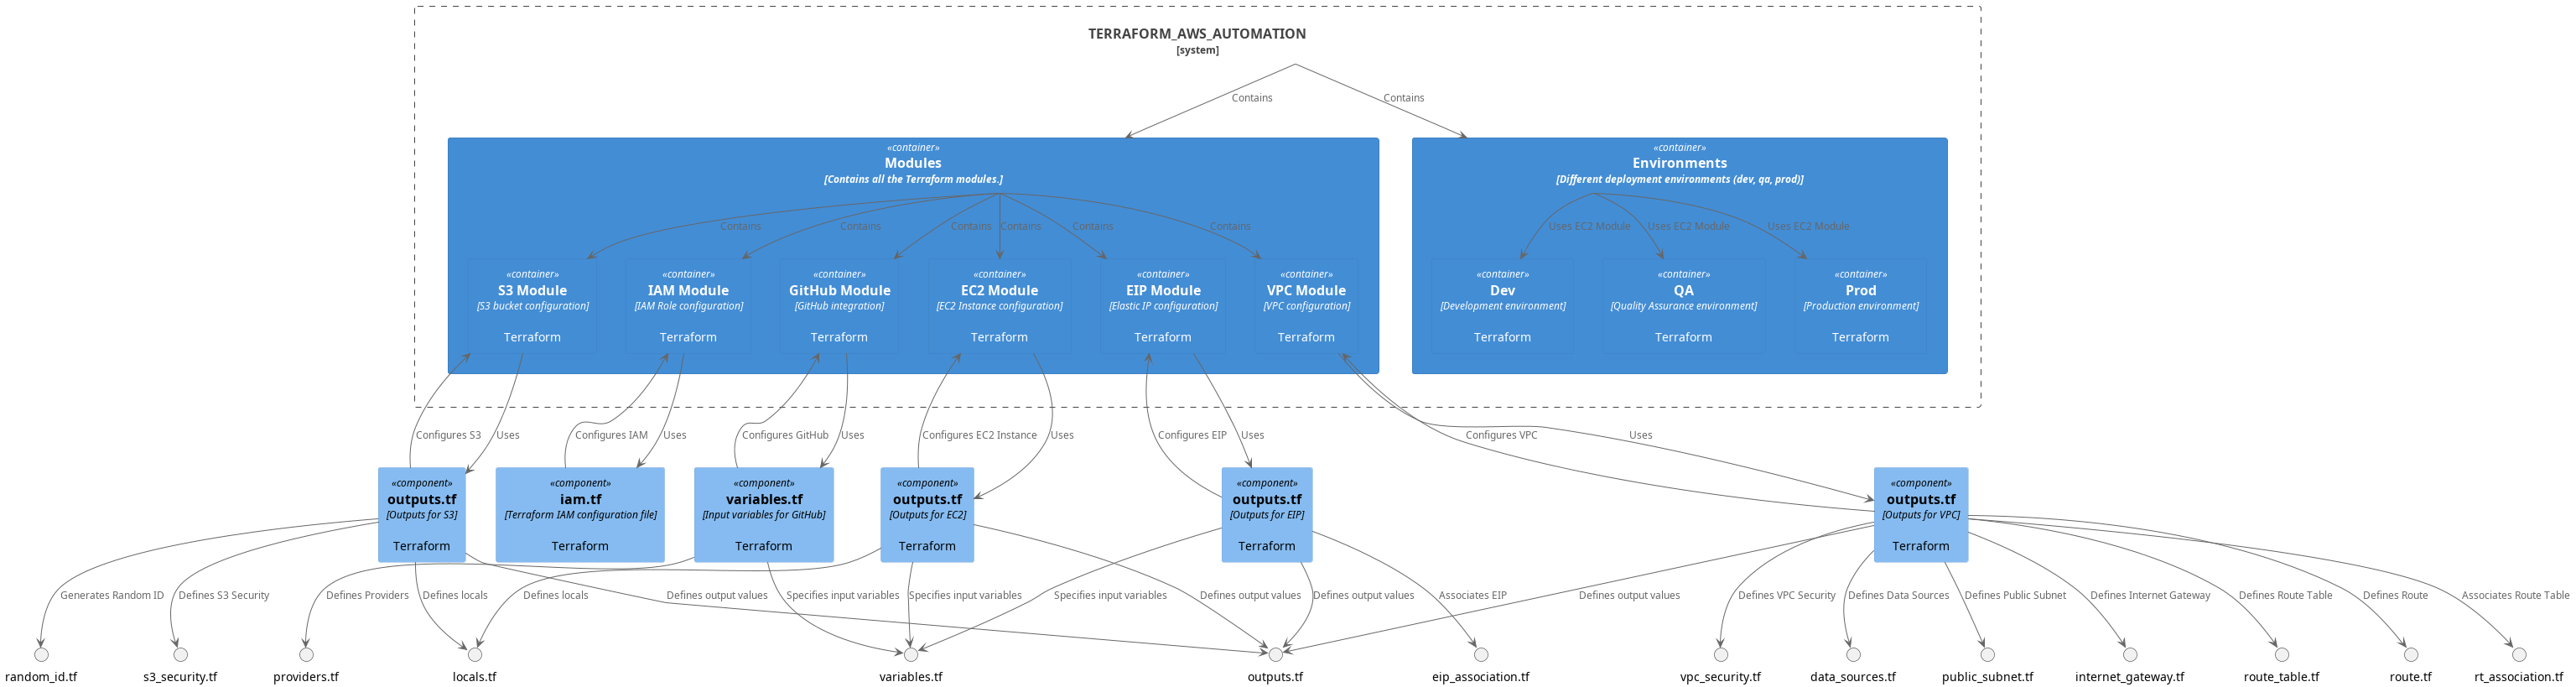 TERRAFORM_AWS_AUTOMATION
[system]
Contains
Contains
«container»
Modules
[Contains all the Terraform modules.]
«container»
Environments
[Different deployment environments (dev, qa, prod)]
Contains
Contains
Contains
Contains
Contains
Contains
Uses EC2 Module
Uses EC2 Module
Uses EC2 Module
«container»
S3 Module
[S3 bucket configuration]
Terraform
«container»
IAM Module
[IAM Role configuration]
Terraform
«container»
GitHub Module
[GitHub integration]
Terraform
«container»
EC2 Module
[EC2 Instance configuration]
Terraform
«container»
EIP Module
[Elastic IP configuration]
Terraform
«container»
VPC Module
[VPC configuration]
Terraform
«container»
Dev
[Development environment]
Terraform
«container»
QA
[Quality Assurance environment]
Terraform
«container»
Prod
[Production environment]
Terraform
Configures S3
Uses
Configures IAM
Uses
Configures GitHub
Uses
Configures EC2 Instance
Uses
Configures EIP
Uses
Configures VPC
Uses
«component»
outputs.tf
[Outputs for S3]
Terraform
«component»
iam.tf
[Terraform IAM configuration file]
Terraform
«component»
variables.tf
[Input variables for GitHub]
Terraform
«component»
outputs.tf
[Outputs for EC2]
Terraform
«component»
outputs.tf
[Outputs for EIP]
Terraform
«component»
outputs.tf
[Outputs for VPC]
Terraform
Generates Random ID
Defines S3 Security
Defines Providers
Defines locals
Defines locals
Defines output values
Specifies input variables
Specifies input variables
Specifies input variables
Defines output values
Defines output values
Associates EIP
Defines output values
Defines VPC Security
Defines Data Sources
Defines Public Subnet
Defines Internet Gateway
Defines Route Table
Defines Route
Associates Route Table
random_id.tf
s3_security.tf
providers.tf
locals.tf
variables.tf
outputs.tf
eip_association.tf
vpc_security.tf
data_sources.tf
public_subnet.tf
internet_gateway.tf
route_table.tf
route.tf
rt_association.tf